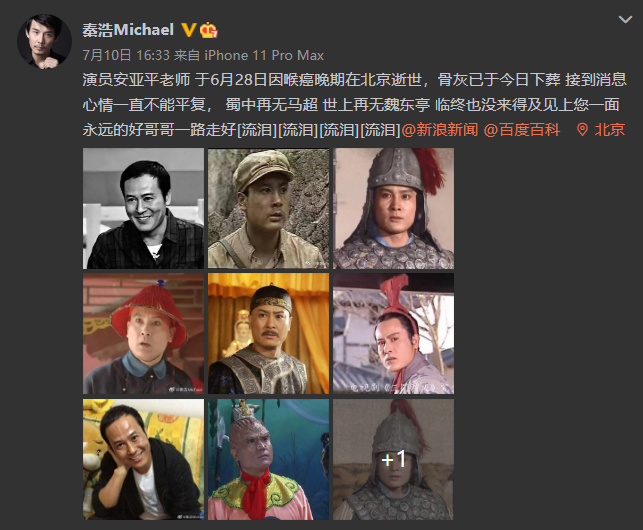 秦浩Michael
7月10日 16:33 来自 iPhone 11 Pro Max
演员安亚平老师 于6月28日因喉癌晚期在北京逝世，骨灰已于今日下葬 接到消息
心情一直不能平复， 蜀中再无马超 世上再无魏东亭 临终也没来得及见上您一面
永远的好哥哥一路走好[流泪][流泪][流泪][流泪]@新浪新闻 @百度百科 北京
+1